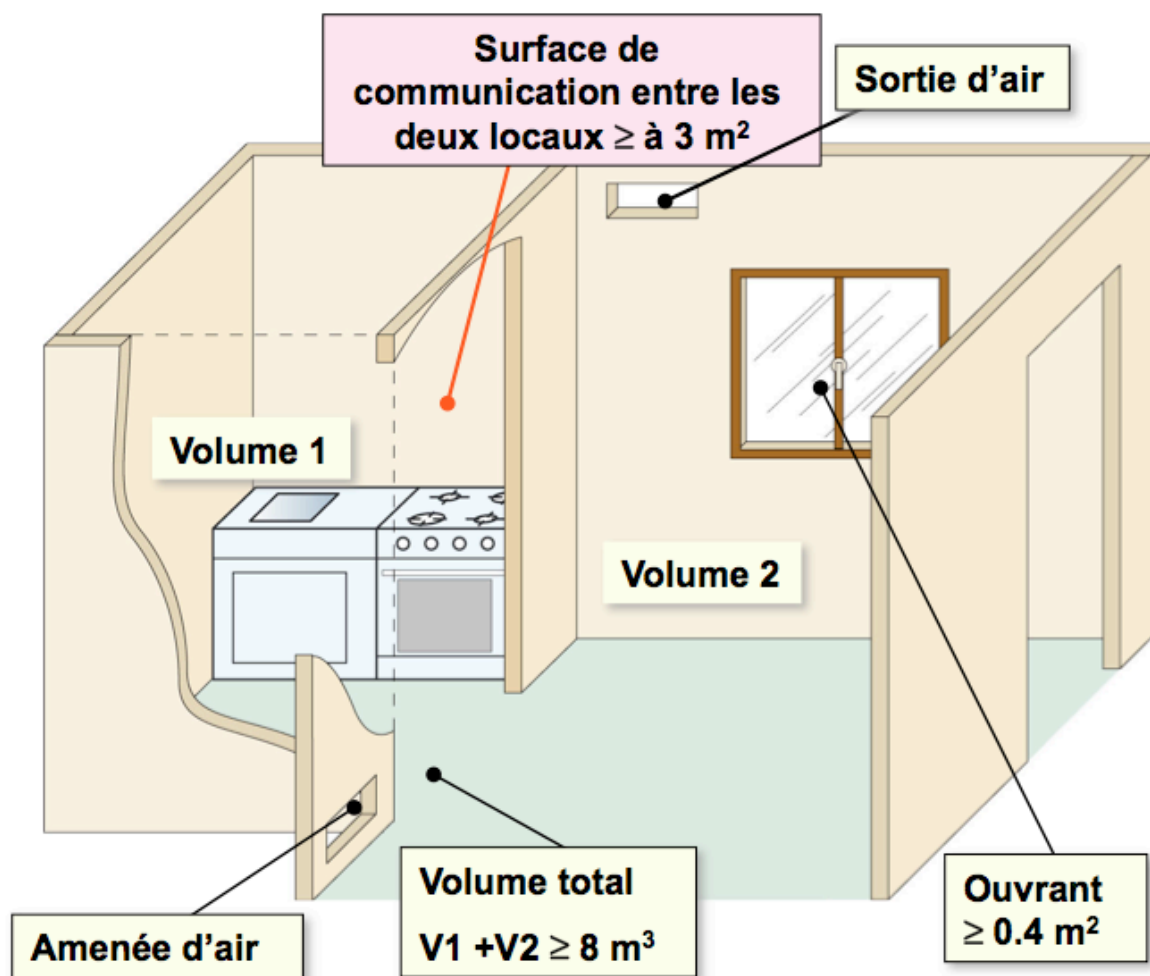 Surface de
communication entre les
deux locaux ≥ à 3 m²
Sortie d’air
Volume 1
Volume 2
Volume total
V1 +V2 ≥ 8 m³
Ouvrant
≥ 0.4 m²
Amenée d’air